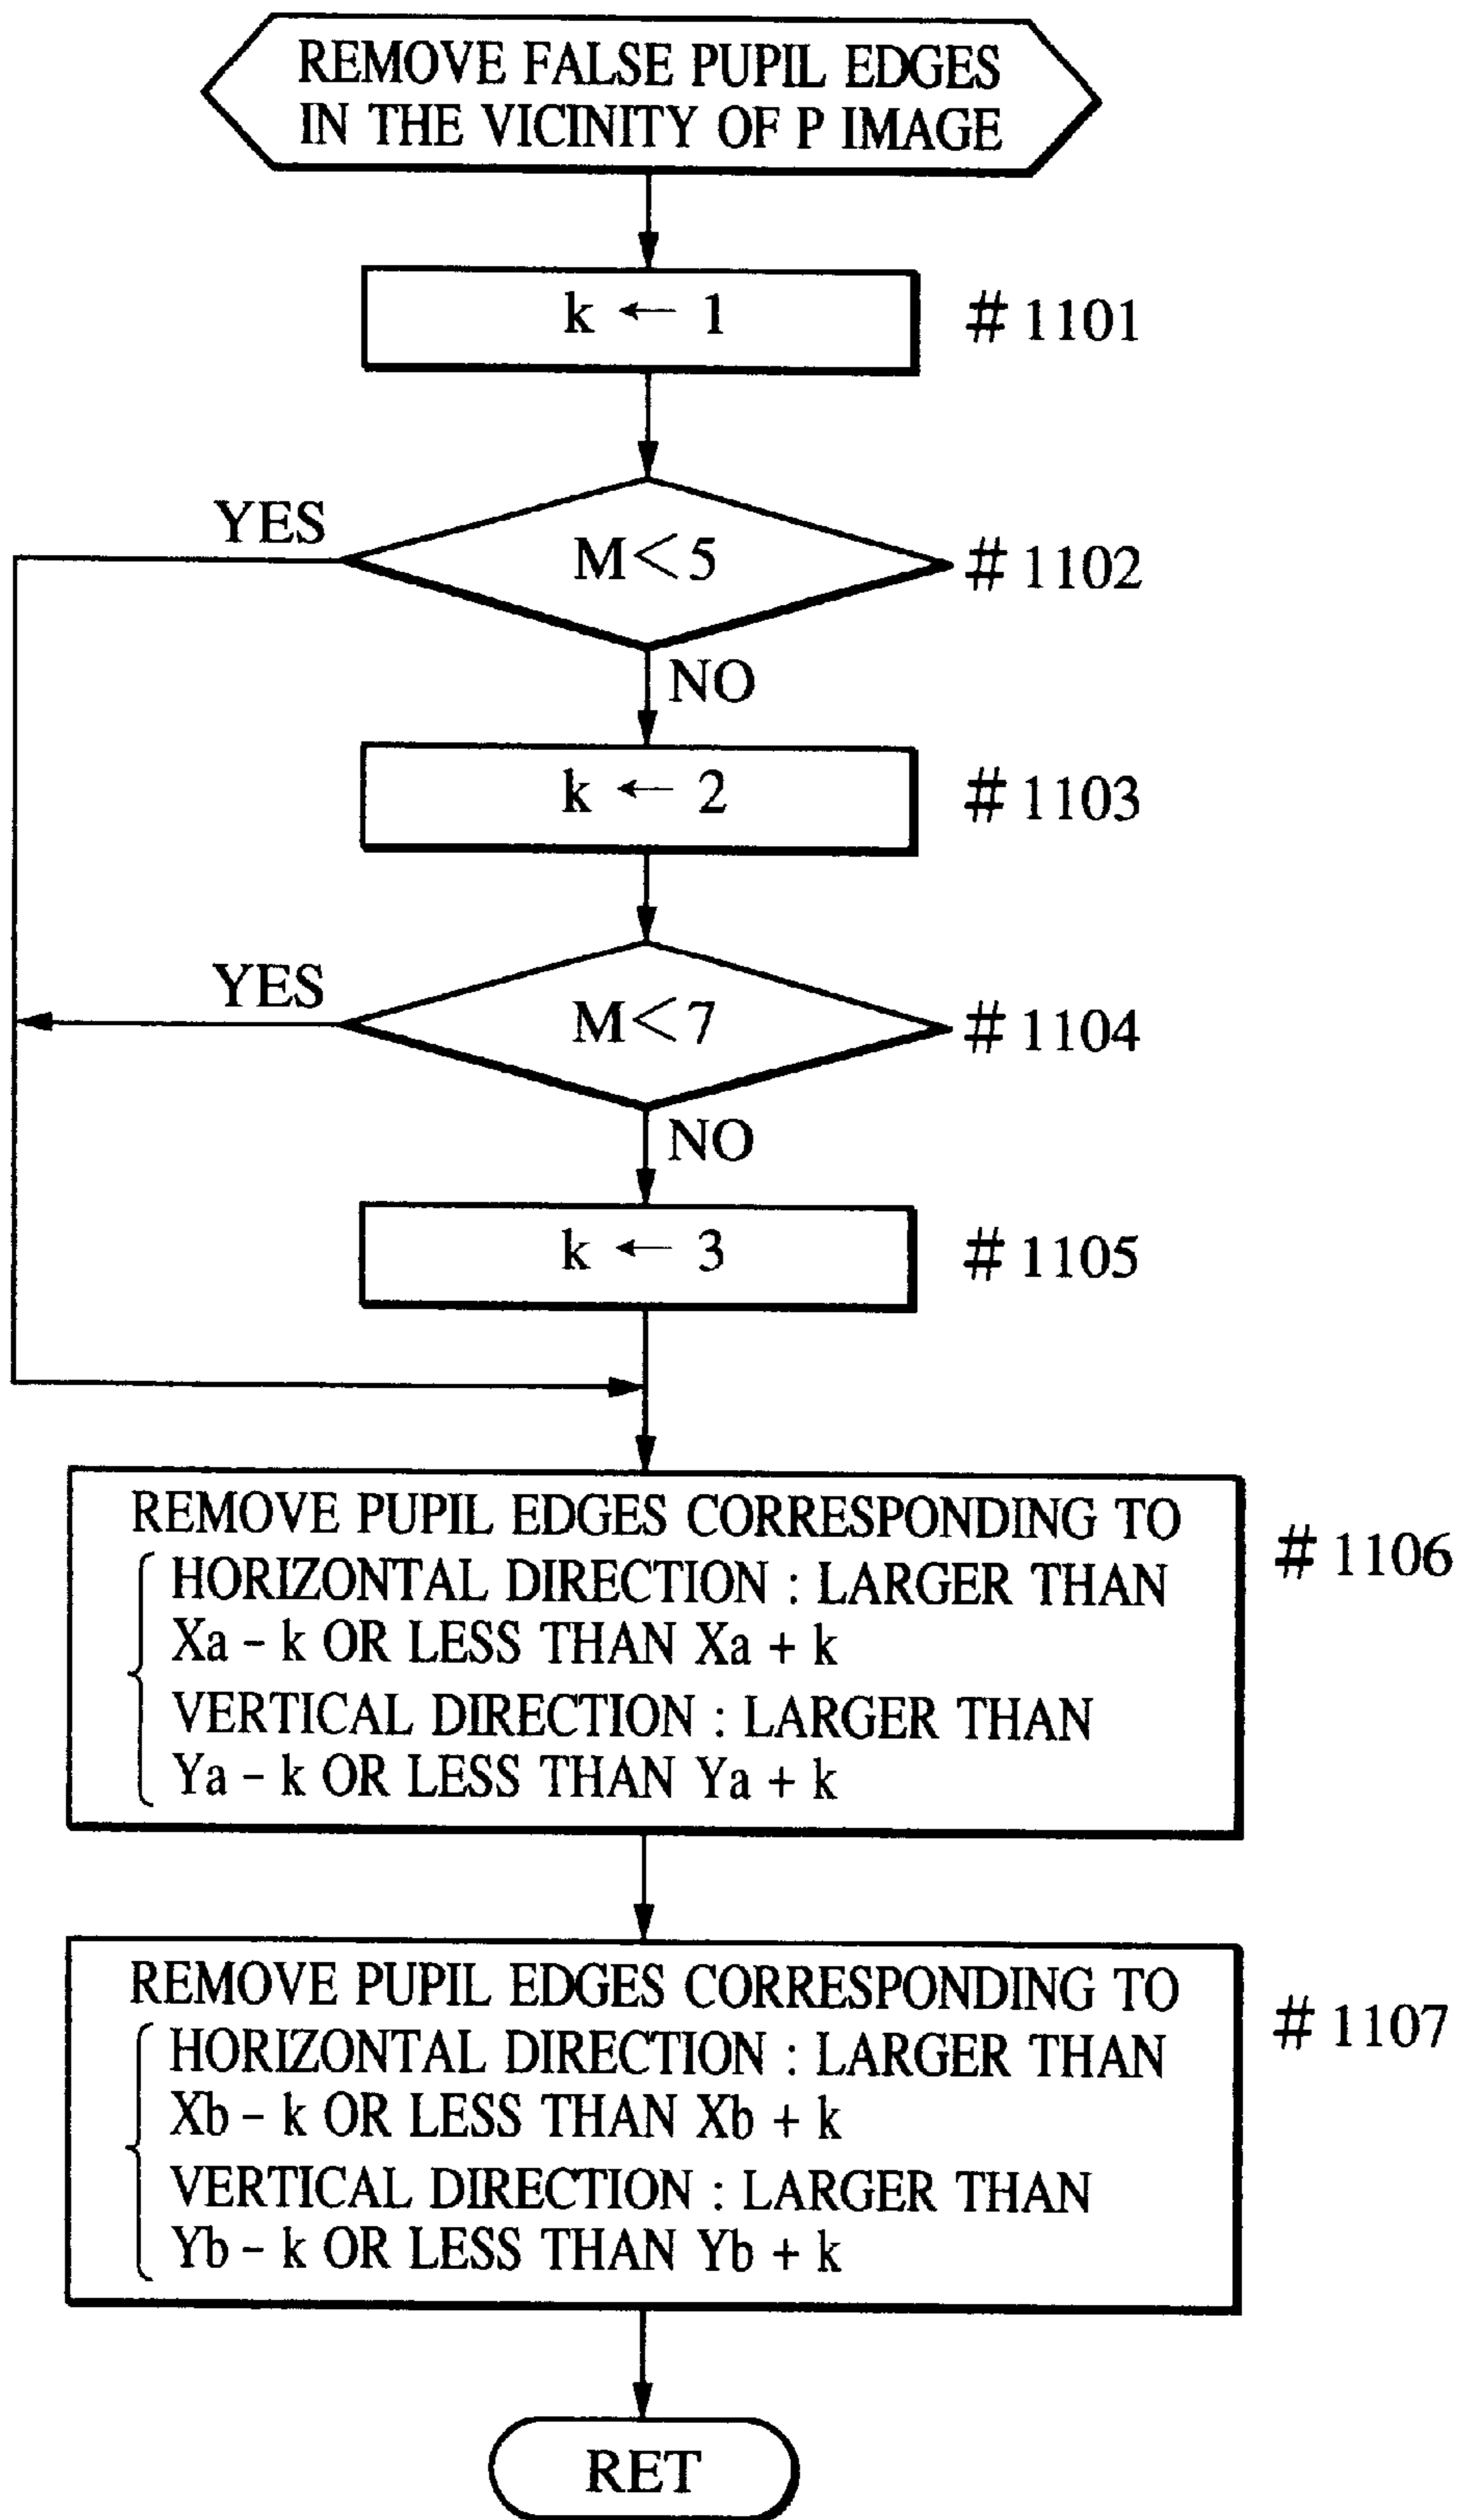 REMOVE FALSE PUPIL EDGES
IN THE VICINITY OF P IMAGE
k ← 1
# 1101
YES
M<5
# 1102
NO
k ← 2
# 1103
YES
M<7
# 1104
NO
k ← 3
# 1105
REMOVE PUPIL EDGES CORRESPONDING TO
HORIZONTAL DIRECTION : LARGER THAN
Xa – k OR LESS THAN Xa + k
VERTICAL DIRECTION : LARGER THAN
Ya – k OR LESS THAN Ya + k
# 1106
REMOVE PUPIL EDGES CORRESPONDING TO
HORIZONTAL DIRECTION : LARGER THAN
Xb – k OR LESS THAN Xb + k
VERTICAL DIRECTION : LARGER THAN
Yb – k OR LESS THAN Yb + k
# 1107
RET